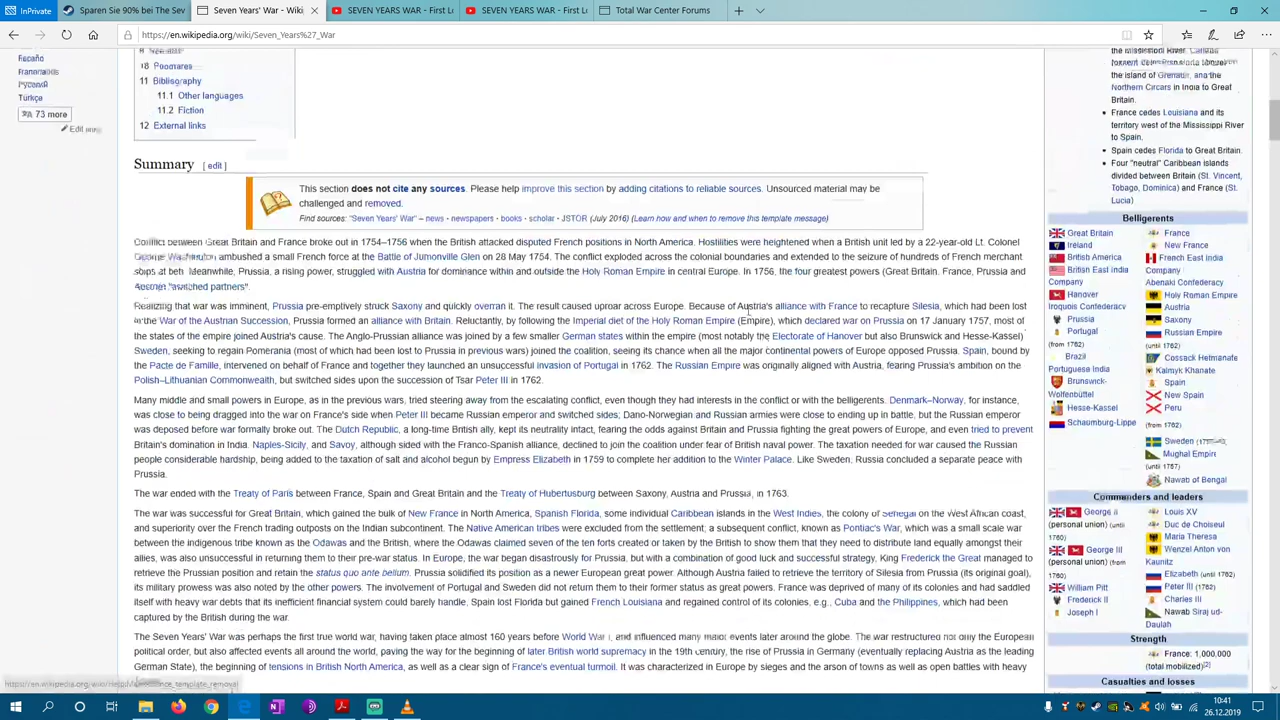 Sparen Sie 90% bei The Sev
Seven Years' War - Wiki
SEVEN YEARS WAR - First Lo
SEVEN YEARS WAR - First Lo
Total War Center Forums
https://en.wikipedia.org/wiki/Seven_Years%27_War
Español
Русский
Türkçe
73 more
11 Bibliography
11.1 Other languages
11.2 Fiction
12 External links
Summary [ edit ]
This section does not cite any sources. Please help improve this section by adding citations to reliable sources. Unsourced material may be
challenged and removed.
Find sources: "Seven Years' War" – news · newspapers · books · scholar · JSTOR (July 2016) (Learn how and when to remove this template message)
Conflict between Great Britain and France broke out in 1754–1756 when the British attacked disputed French positions in North America. Hostilities were heightened when a British unit led by a 22-year-old Lt. Colonel
ambushed a small French force at the Battle of Jumonville Glen on 28 May 1754. The conflict exploded across the colonial boundaries and extended to the seizure of hundreds of French merchant
Meanwhile, Prussia, a rising power, struggled with Austria for dominance within and outside the Holy Roman Empire in central Europe. In 1756, the four greatest powers (Great Britain, France, Prussia and
"switched partners".
Realizing that war was imminent, Prussia pre-emptively struck Saxony and quickly overran it. The result caused uproar across Europe. Because of Austria's alliance with France to recapture Silesia, which had been lost
in the War of the Austrian Succession, Prussia formed an alliance with Britain. Reluctantly, by following the Imperial diet of the Holy Roman Empire (Empire), which declared war on Prussia on 17 January 1757, most of
the states of the empire joined Austria's cause. The Anglo-Prussian alliance was joined by a few smaller German states within the empire (most notably the Electorate of Hanover but also Brunswick and Hesse-Kassel)
Sweden, seeking to regain Pomerania (most of which had been lost to Prussia in previous wars) joined the coalition, seeing its chance when all the major continental powers of Europe opposed Prussia. Spain, bound by
the Pacte de Famille, intervened on behalf of France and together they launched an unsuccessful invasion of Portugal in 1762. The Russian Empire was originally aligned with Austria, fearing Prussia's ambition on the
Polish–Lithuanian Commonwealth, but switched sides upon the succession of Tsar Peter III in 1762.
Many middle and small powers in Europe, as in the previous wars, tried steering away from the escalating conflict, even though they had interests in the conflict or with the belligerents. Denmark–Norway, for instance,
was close to being dragged into the war on France's side when Peter III became Russian emperor and switched sides; Dano-Norwegian and Russian armies were close to ending up in battle, but the Russian emperor
was deposed before war formally broke out. The Dutch Republic, a long-time British ally, kept its neutrality intact, fearing the odds against Britain and Prussia fighting the great powers of Europe, and even tried to prevent
Britain's domination in India. Naples-Sicily, and Savoy, although sided with the Franco-Spanish alliance, declined to join the coalition under fear of British naval power. The taxation needed for war caused the Russian
people considerable hardship, being added to the taxation of salt and alcohol begun by Empress Elizabeth in 1759 to complete her addition to the Winter Palace. Like Sweden, Russia concluded a separate peace with
Prussia.
The war ended with the Treaty of Paris between France, Spain and Great Britain and the Treaty of Hubertusburg between Saxony, Austria and Prussia, in 1763.
The war was successful for Great Britain, which gained the bulk of New France in North America, Spanish Florida, some individual Caribbean islands in the West Indies, the colony of Senegal on the West African coast,
and superiority over the French trading outposts on the Indian subcontinent. The Native American tribes were excluded from the settlement; a subsequent conflict, known as Pontiac's War, which was a small scale war
between the indigenous tribe known as the Odawas and the British, where the Odawas claimed seven of the ten forts created or taken by the British to show them that they need to distribute land equally amongst their
allies, was also unsuccessful in returning them to their pre-war status. In Europe, the war began disastrously for Prussia, but with a combination of good luck and successful strategy, King Frederick the Great managed to
retrieve the Prussian position and retain the status quo ante bellum. Prussia solidified its position as a newer European great power. Although Austria failed to retrieve the territory of Silesia from Prussia (its original goal),
its military prowess was also noted by the other powers. The involvement of Portugal and Sweden did not return them to their former status as great powers. France was deprived of many of its colonies and had saddled
itself with heavy war debts that its inefficient financial system could barely handle. Spain lost Florida but gained French Louisiana and regained control of its colonies, e.g., Cuba and the Philippines, which had been
captured by the British during the war.
The Seven Years' War was perhaps the first true world war, having taken place almost 160 years before World War I, and influenced many major events later around the globe. The war restructured not only the European
political order, but also affected events all around the world, paving the way for the beginning of later British world supremacy in the 19th century, the rise of Prussia in Germany (eventually replacing Austria as the leading
German State), the beginning of tensions in British North America, as well as a clear sign of France's eventual turmoil. It was characterized in Europe by sieges and the arson of towns as well as open battles with heavy
the island of Grenada, and the
Northern Circars in India to Great
Britain.
France cedes Louisiana and its
territory west of the Mississippi River
to Spain.
Spain cedes Florida to Great Britain.
Four "neutral" Caribbean islands
divided between Britain (St. Vincent,
Tobago, Dominica) and France (St.
Lucia)
Belligerents
Great Britain
Ireland
British America
British East India
Company
Hanover
Iroquois Confederacy
Prussia
Portugal
(from 1762)
Brazil
Portuguese India
Brunswick-
Wolfenbüttel
Hesse-Kassel
Schaumburg-Lippe
France
New France
French East India
Company
Abenaki Confederacy
Holy Roman Empire
Austria
Russian Empire
(until 1762)
Cossack Hetmanate
Kalmyk Khanate
Spain
New Spain
Peru
(from 1762)
Sweden
Mughal Empire
(until 1757)
Nawab of Bengal
Commanders and leaders
George II
(personal union) (until
1760)
George III
(personal union) (from
1760)
William Pitt
Frederick II
Joseph I
Louis XV
Duc de Choiseul
Maria Theresa
Wenzel Anton von
Kaunitz
Elizabeth (until 1762)
Peter III (1762)
Charles III
Nawab Siraj ud-
Daulah
Strength
France: 1,000,000
(total mobilized)[2]
Casualties and losses
10:41
26.12.2019